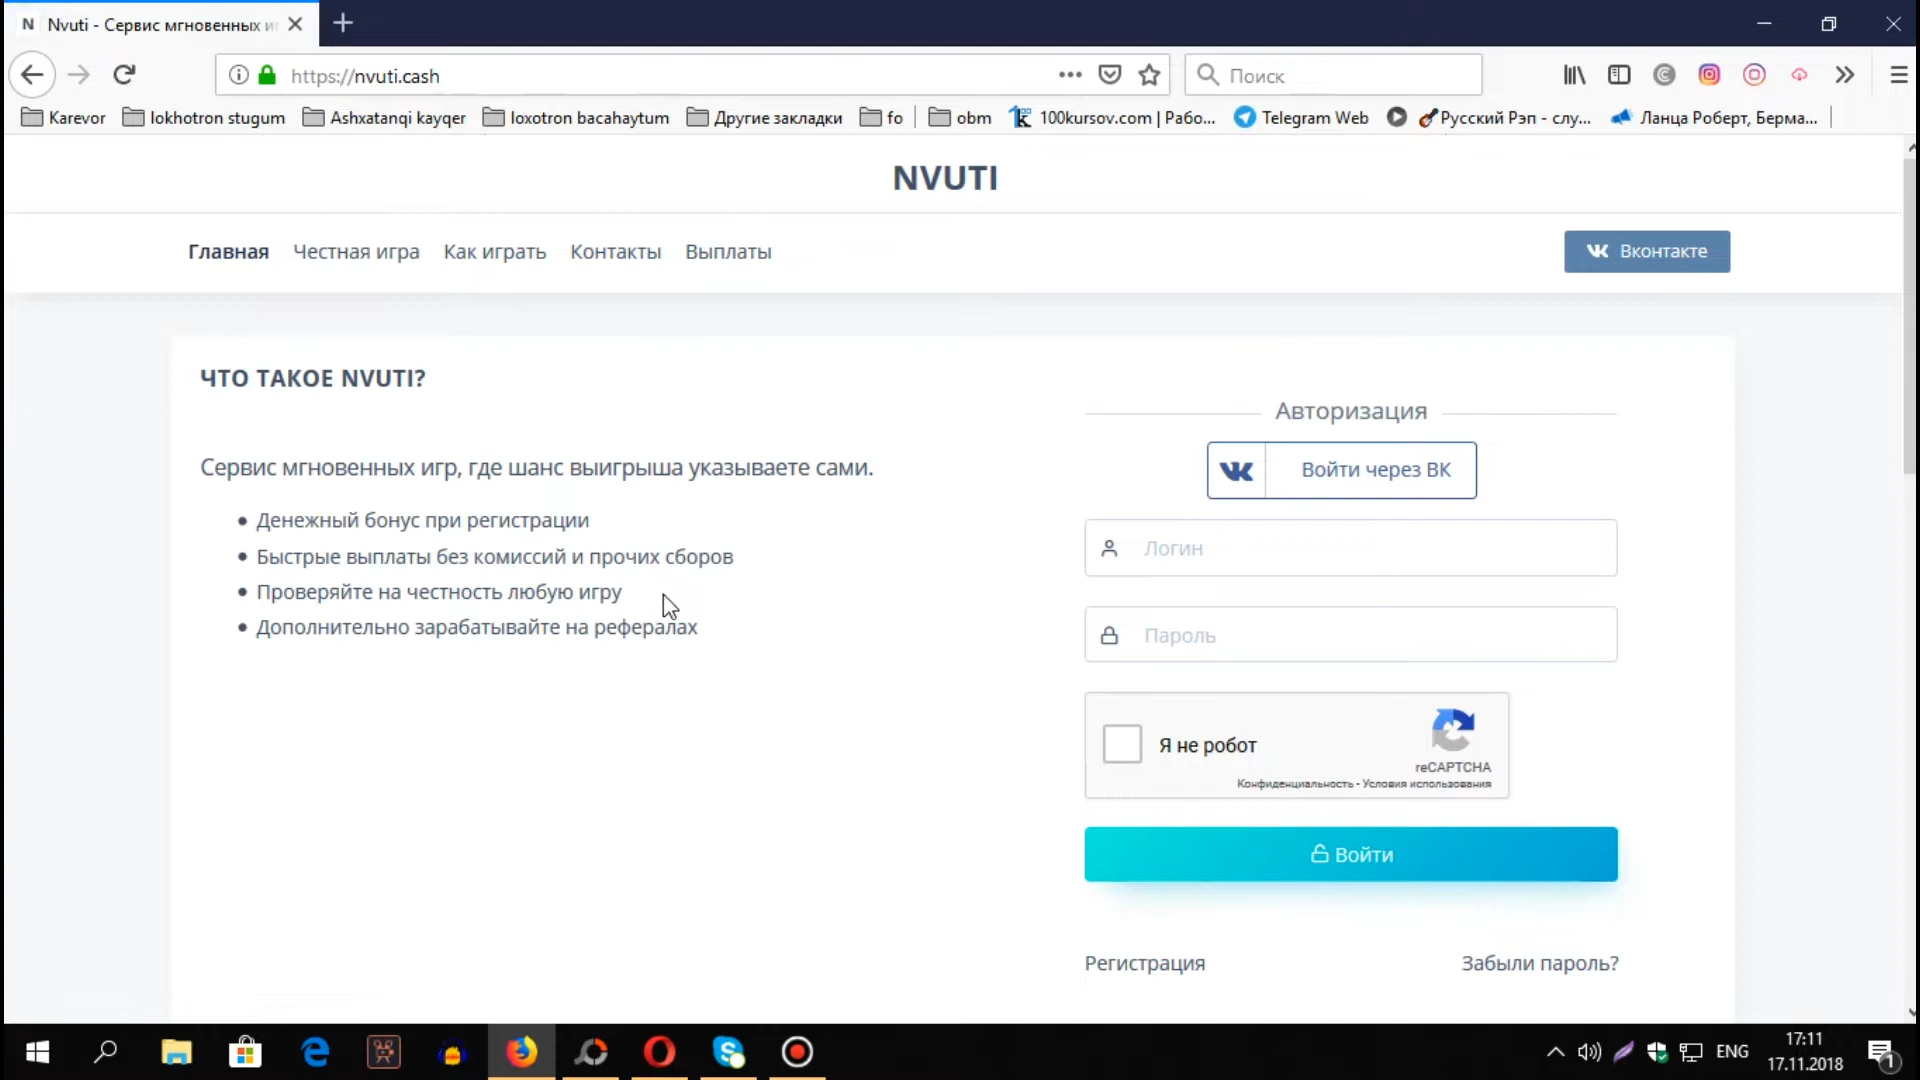 Nvuti - Сервис мгновенных иг
https://nvuti.cash
Поиск
Karevor
lokhotron stugum
Ashxatanqi kayqer
loxotron bacahaytum
Другие закладки
fo
obm
100kursov.com | Рабо...
Telegram Web
Русский Рэп - слу...
Ланца Роберт, Берма...
NVUTI
Главная Честная игра Как играть Контакты Выплаты
Вконтакте
ЧТО ТАКОЕ NVUTI?
Сервис мгновенных игр, где шанс выигрыша указываете сами.
Денежный бонус при регистрации
Быстрые выплаты без комиссий и прочих сборов
Проверяйте на честность любую игру
Дополнительно зарабатывайте на рефералах
Авторизация
Войти через ВК
Логин
Пароль
Я не робот
reCAPTCHA
Конфиденциальность - Условия использования
Войти
Регистрация
Забыли пароль?
ENG
17:11
17.11.2018
1